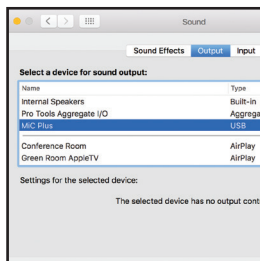 Sound
Sound Effects Output Input
Select a device for sound output:
Name Type
Internal Speakers Built-in
Pro Tools Aggregate I/O Aggrega
MiC Plus USB
Conference Room AirPlay
Green Room AppleTV AirPlay
Settings for the selected device:
The selected device has no output cont